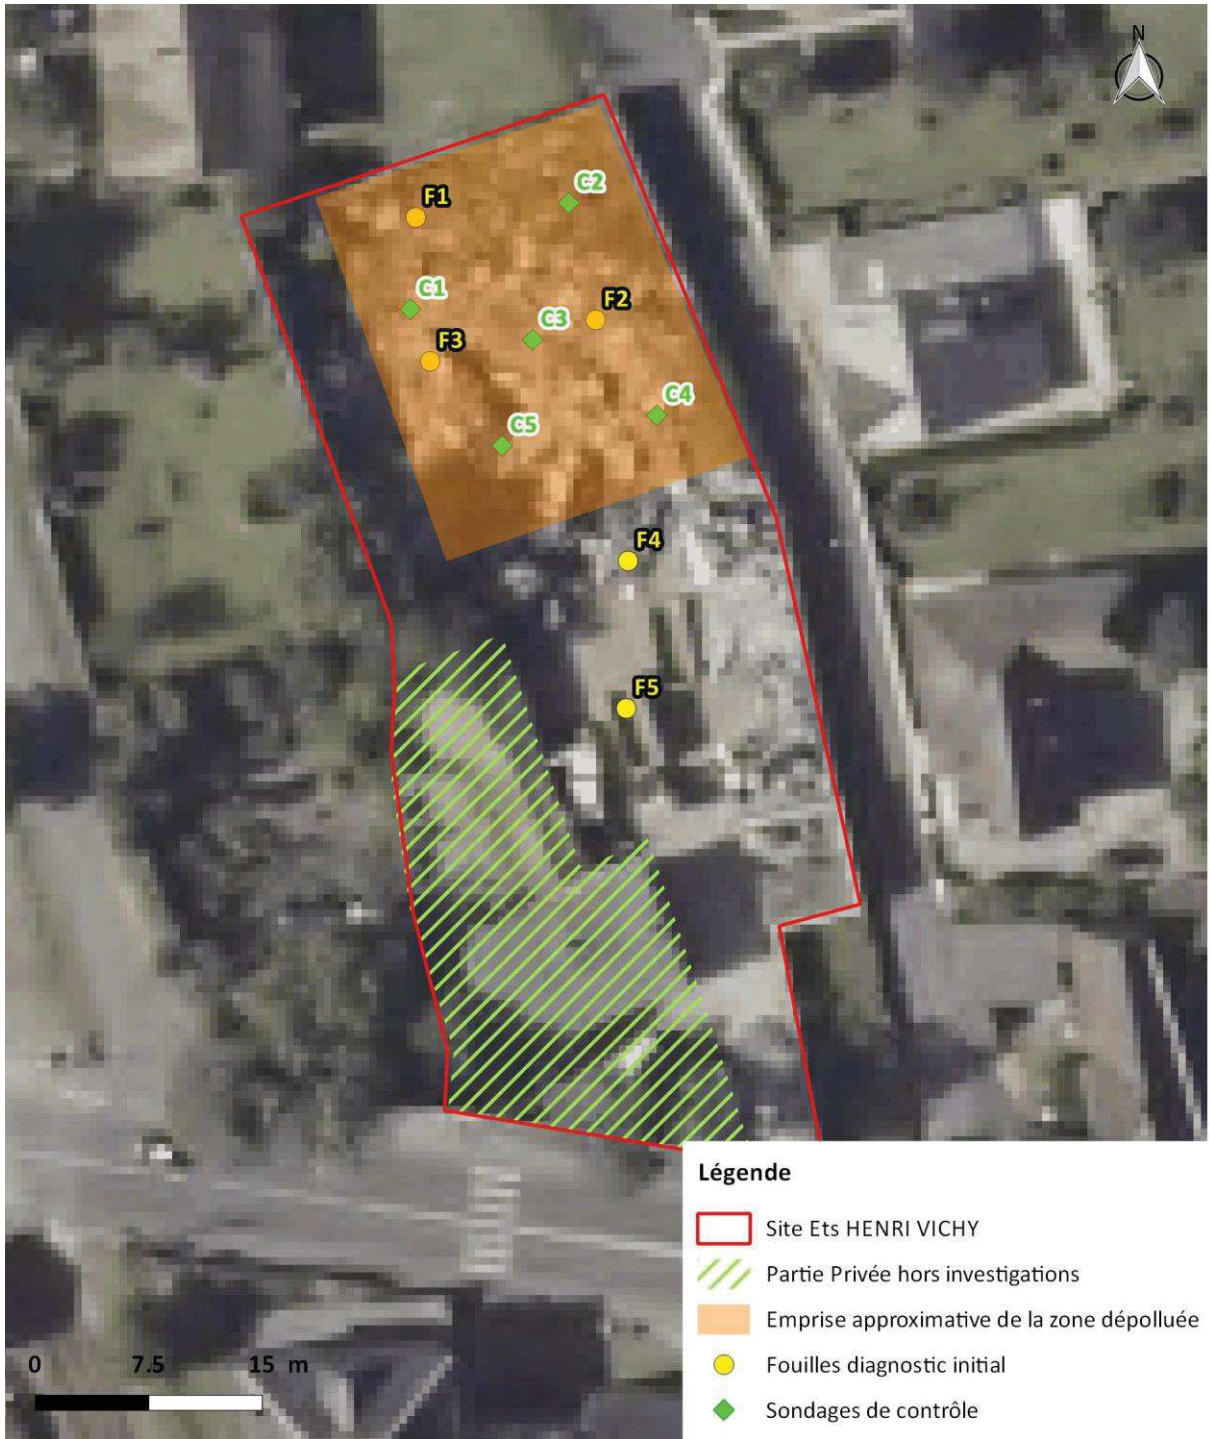 N
C2
F1
C1
F2
C3
F3
C4
C5
F4
F5
Légende
Site Ets HENRI VICHY
Partie Privée hors investigations
Emprise approximative de la zone dépolluée
Fouilles diagnostic initial
Sondages de contrôle
0 7.5 15 m